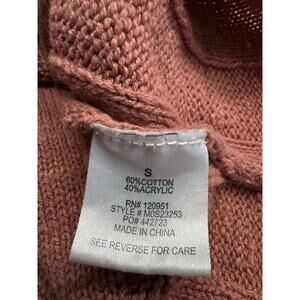 S
60%COTTON
40%ACRYLIC
RN# 120951
STYLE # M0S23253
PO# 442723
MADE IN CHINA
SEE REVERSE FOR CARE